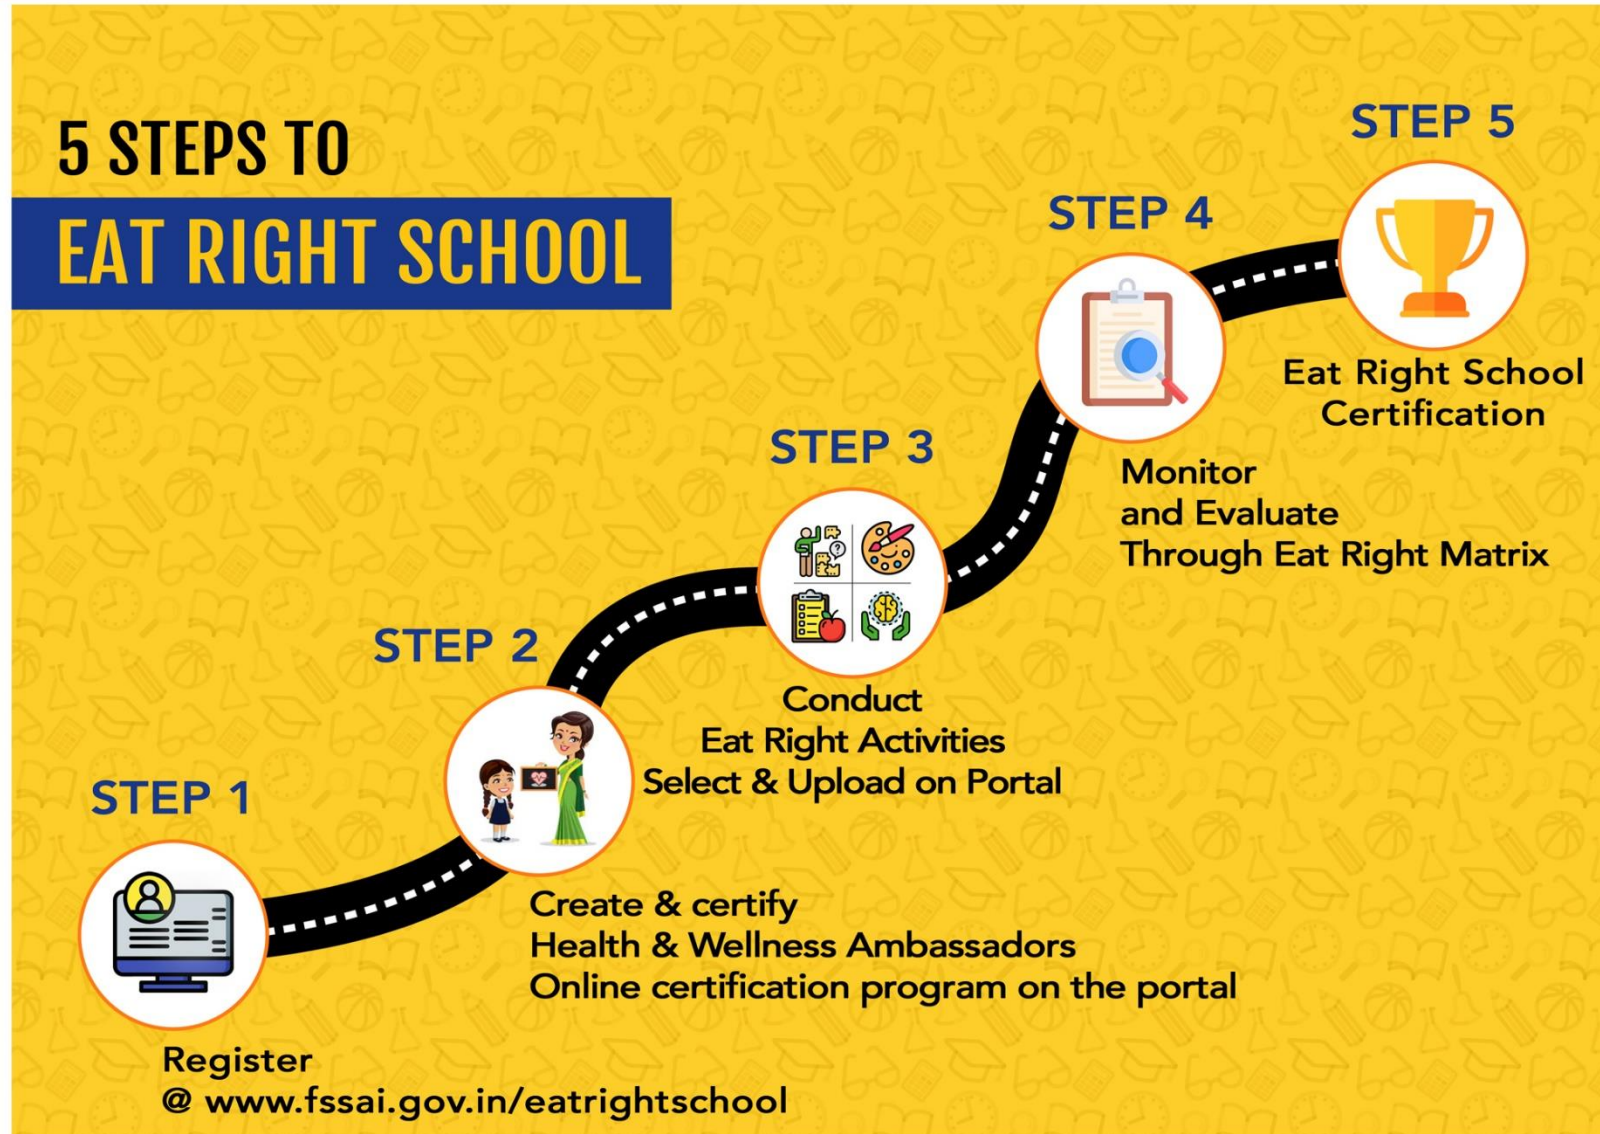 5 STEPS TO
EAT RIGHT SCHOOL
STEP 1
Register
@ www.fssai.gov.in/eatrightschool
STEP 2
Create & certify
Health & Wellness Ambassadors
Online certification program on the portal
STEP 3
Conduct
Eat Right Activities
Select & Upload on Portal
STEP 4
Monitor
and Evaluate
Through Eat Right Matrix
STEP 5
Eat Right School
Certification